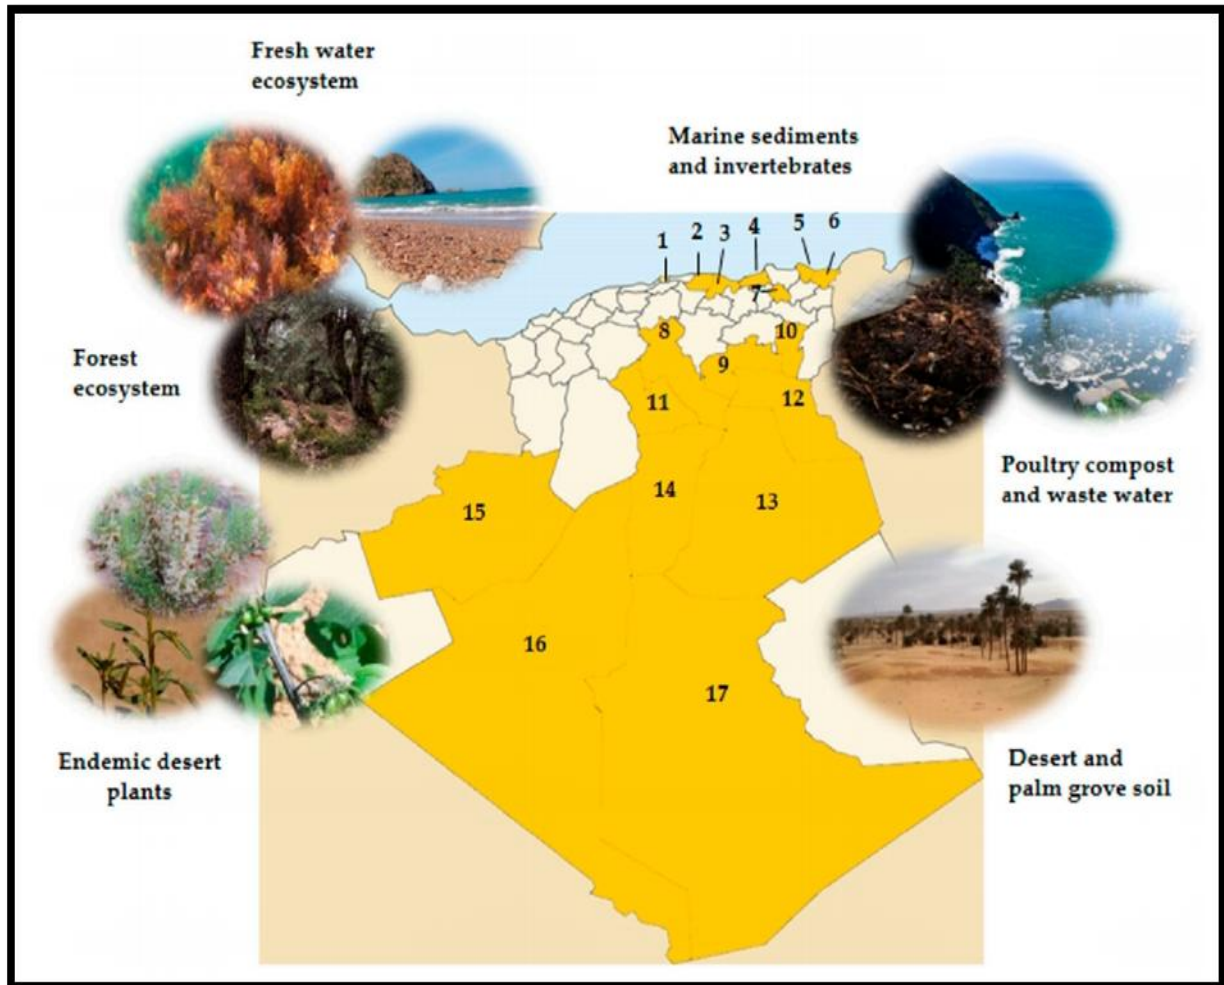 Fresh water
ecosystem
Marine sediments
and invertebrates
1
2
3
4
5
6
7
8
9
10
11
12
13
14
15
16
17
Forest
ecosystem
Poultry compost
and waste water
Endemic desert
plants
Desert and
palm grove soil